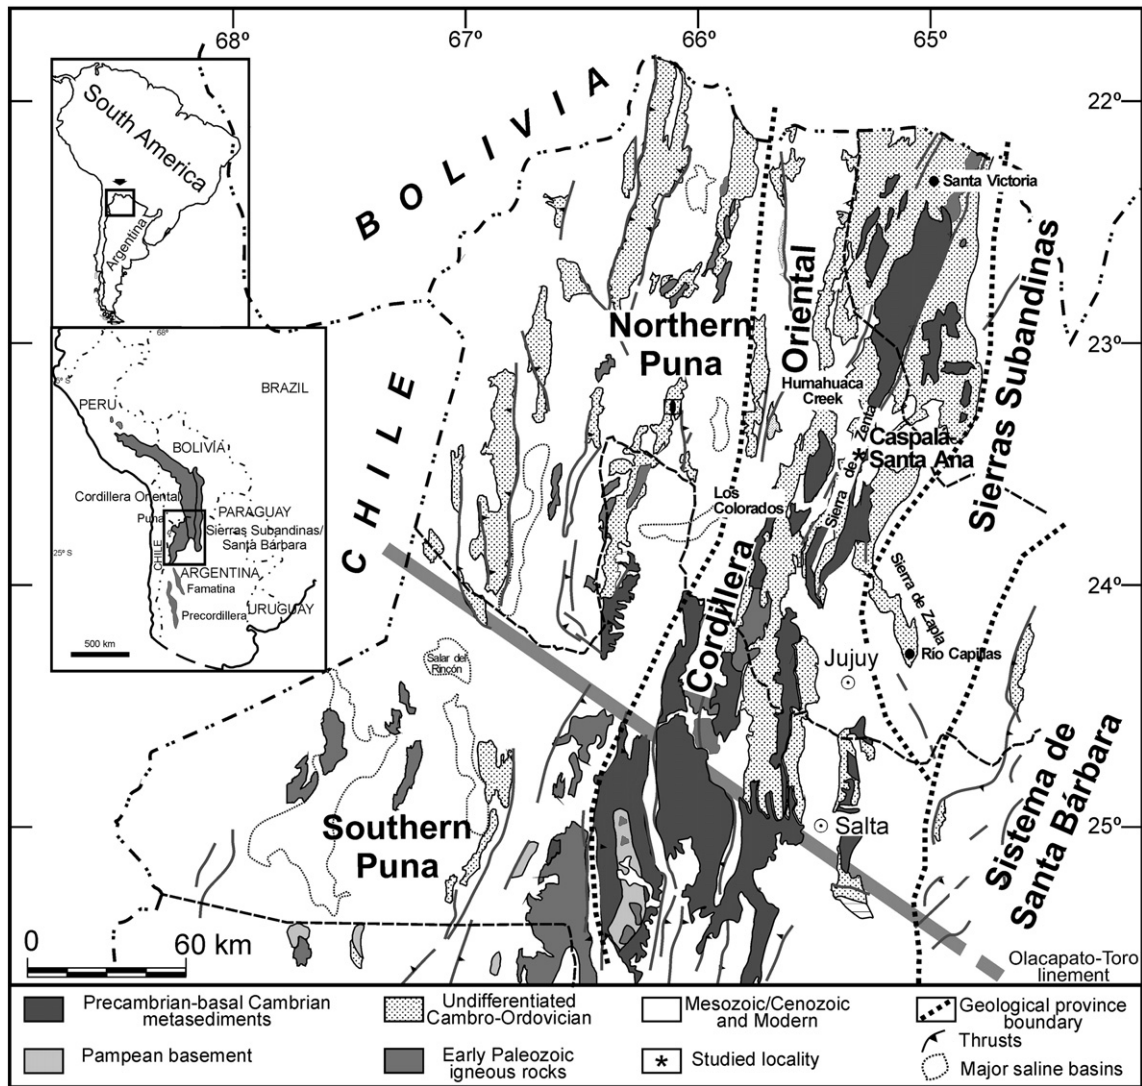 68º
67º
66º
65º
22º
23º
24º
25º
South America
Argentina
BOLIVIA
CHILE
68º
BRAZIL
PERU
BOLIVIA
Cordillera Oriental
Puna
PARAGUAY
Sierras Subandinas/
Santa Bárbara
CHILE
25º S
ARGENTINA
Famatina
Precordillera
URUGUAY
500 km
Santa Victoria
Northern
Puna
Oriental
Humahuaca
Creek
Sierra de Zenta
Caspalá
Santa Ana
Sierras Subandinas
Los
Colorados
Sierra de
Cordillera
Sierra de Zapla
Río Capillas
Jujuy
Salar del
Rincón
Southern
Puna
Salta
Sistema de
Santa Bárbara
0
60 km
Olacapato-Toro
linement
Precambrian-basal Cambrian
metasediments
Undifferentiated
Cambro-Ordovician
Mesozoic/Cenozoic
and Modern
Geological province
boundary
Pampean basement
Early Paleozoic
igneous rocks
* Studied locality
Thrusts
Major saline basins